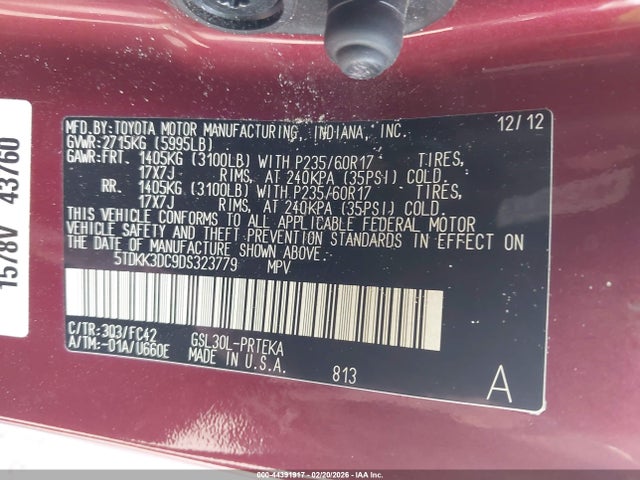 MFD.BY:TOYOTA MOTOR MANUFACTURING, INDIANA, INC. 12/12
GVWR:2715KG (5995LB)
GAWR:FRT. 1405KG (3100LB) WITH P235/60R17 TIRES,
17X7J RIMS, AT 240KPA (35PSI) COLD.
RR. 1405KG (3100LB) WITH P235/60R17 TIRES,
17X7J RIMS, AT 240KPA (35PSI) COLD.
THIS VEHICLE CONFORMS TO ALL APPLICABLE FEDERAL MOTOR
VEHICLE SAFETY AND THEFT PREVENTION STANDARDS IN EFFECT ON
THE DATE OF MANUFACTURE SHOWN ABOVE.
5TDKK3DC9DS323779 MPV
C/TR:303/FC42 GSL30L-PRTEKA
A/TM:-01A/U660E MADE IN U.S.A.
813 A
1578V 43760
000-44391917 - 02/20/2026 - IAAI